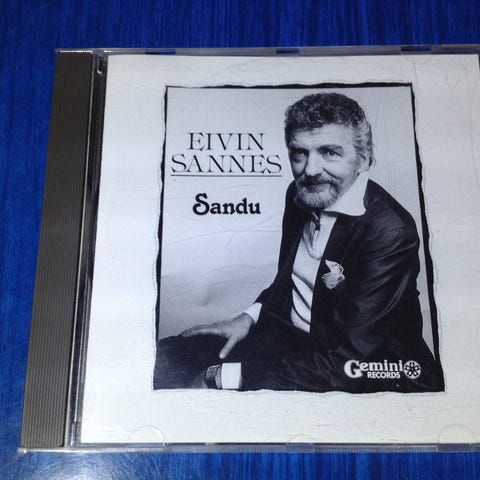 EIVIN
SANNES
Sandu
Gemini
RECORDS